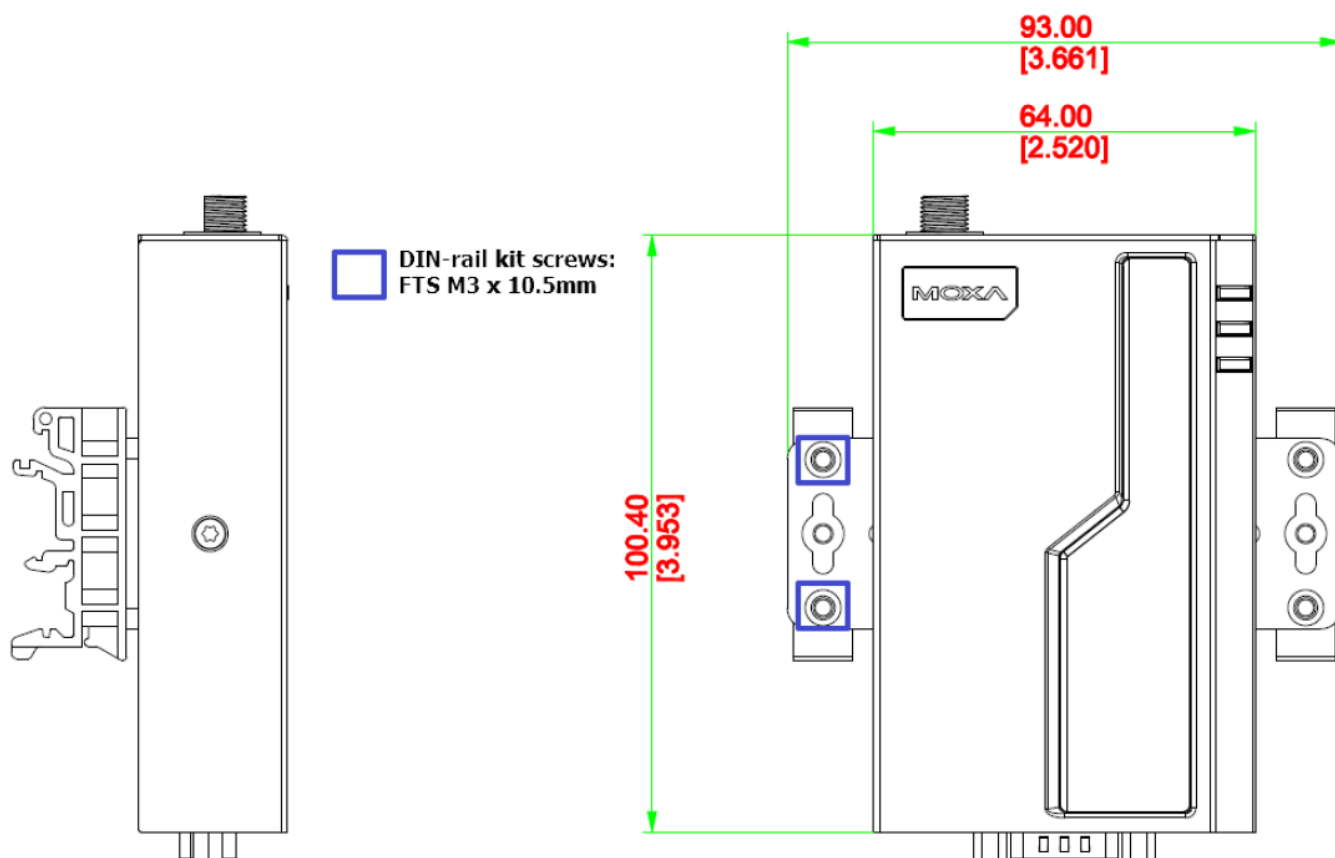 93.00
[3.661]
64.00
[2.520]
DIN-rail kit screws:
FTS M3 x 10.5mm
MOXA
100.40
[3.953]